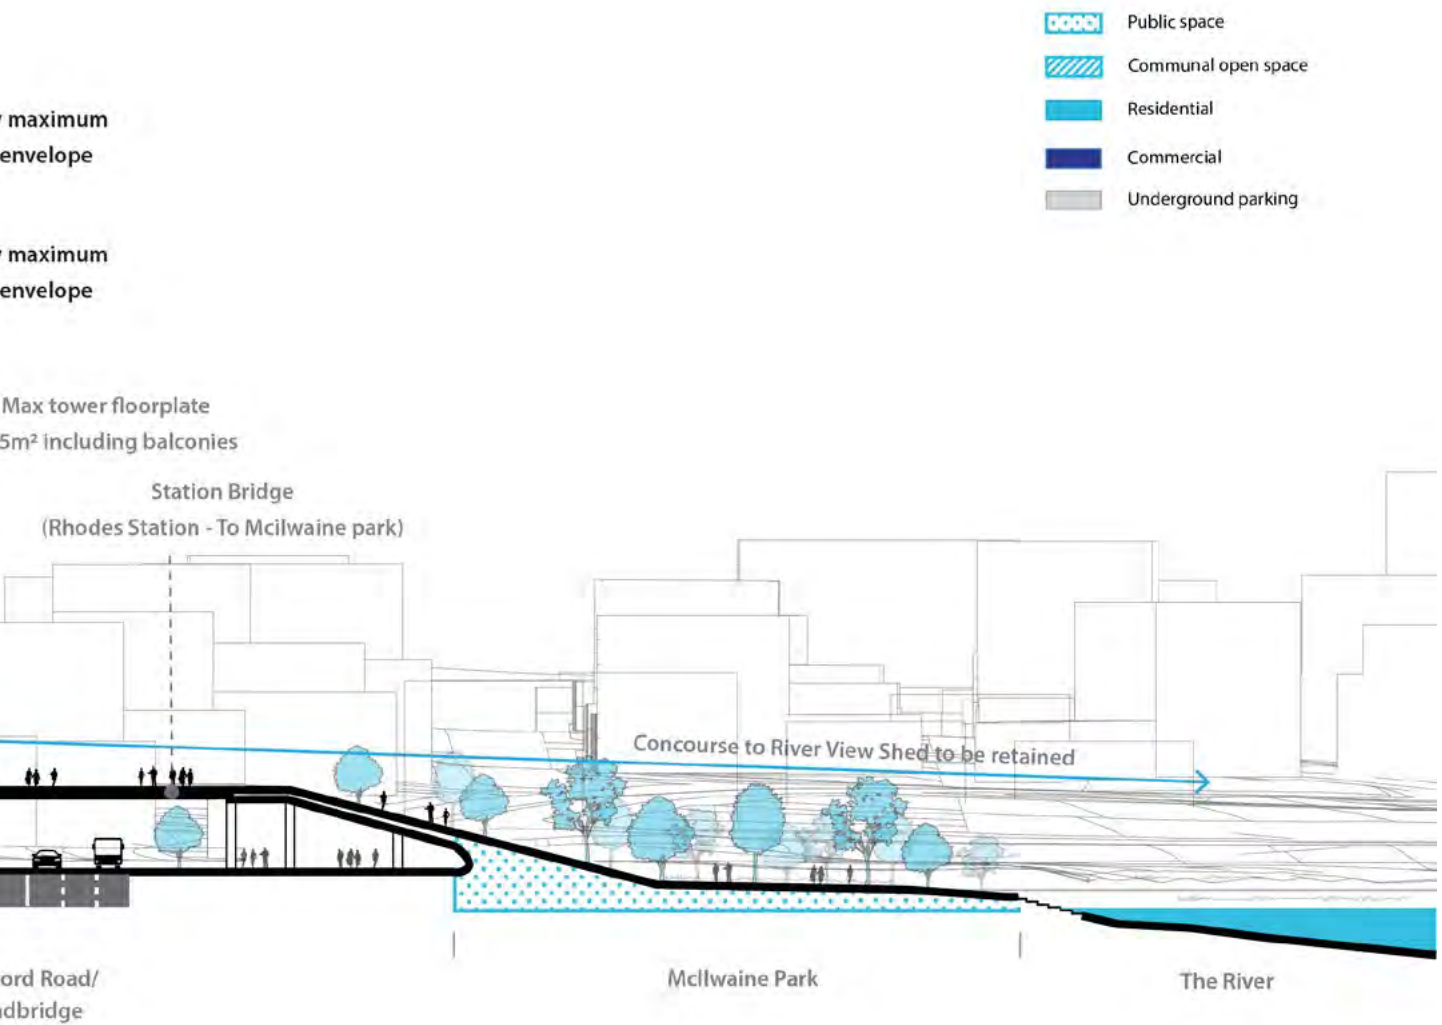 Public space
Communal open space
Residential
Commercial
Underground parking
maximum
envelope
maximum
envelope
Max tower floorplate
5m² including balconies
Station Bridge
(Rhodes Station - To Mcilwaine park)
Concourse to River View Shed to be retained
ord Road/
dbridge
McIlwaine Park
The River